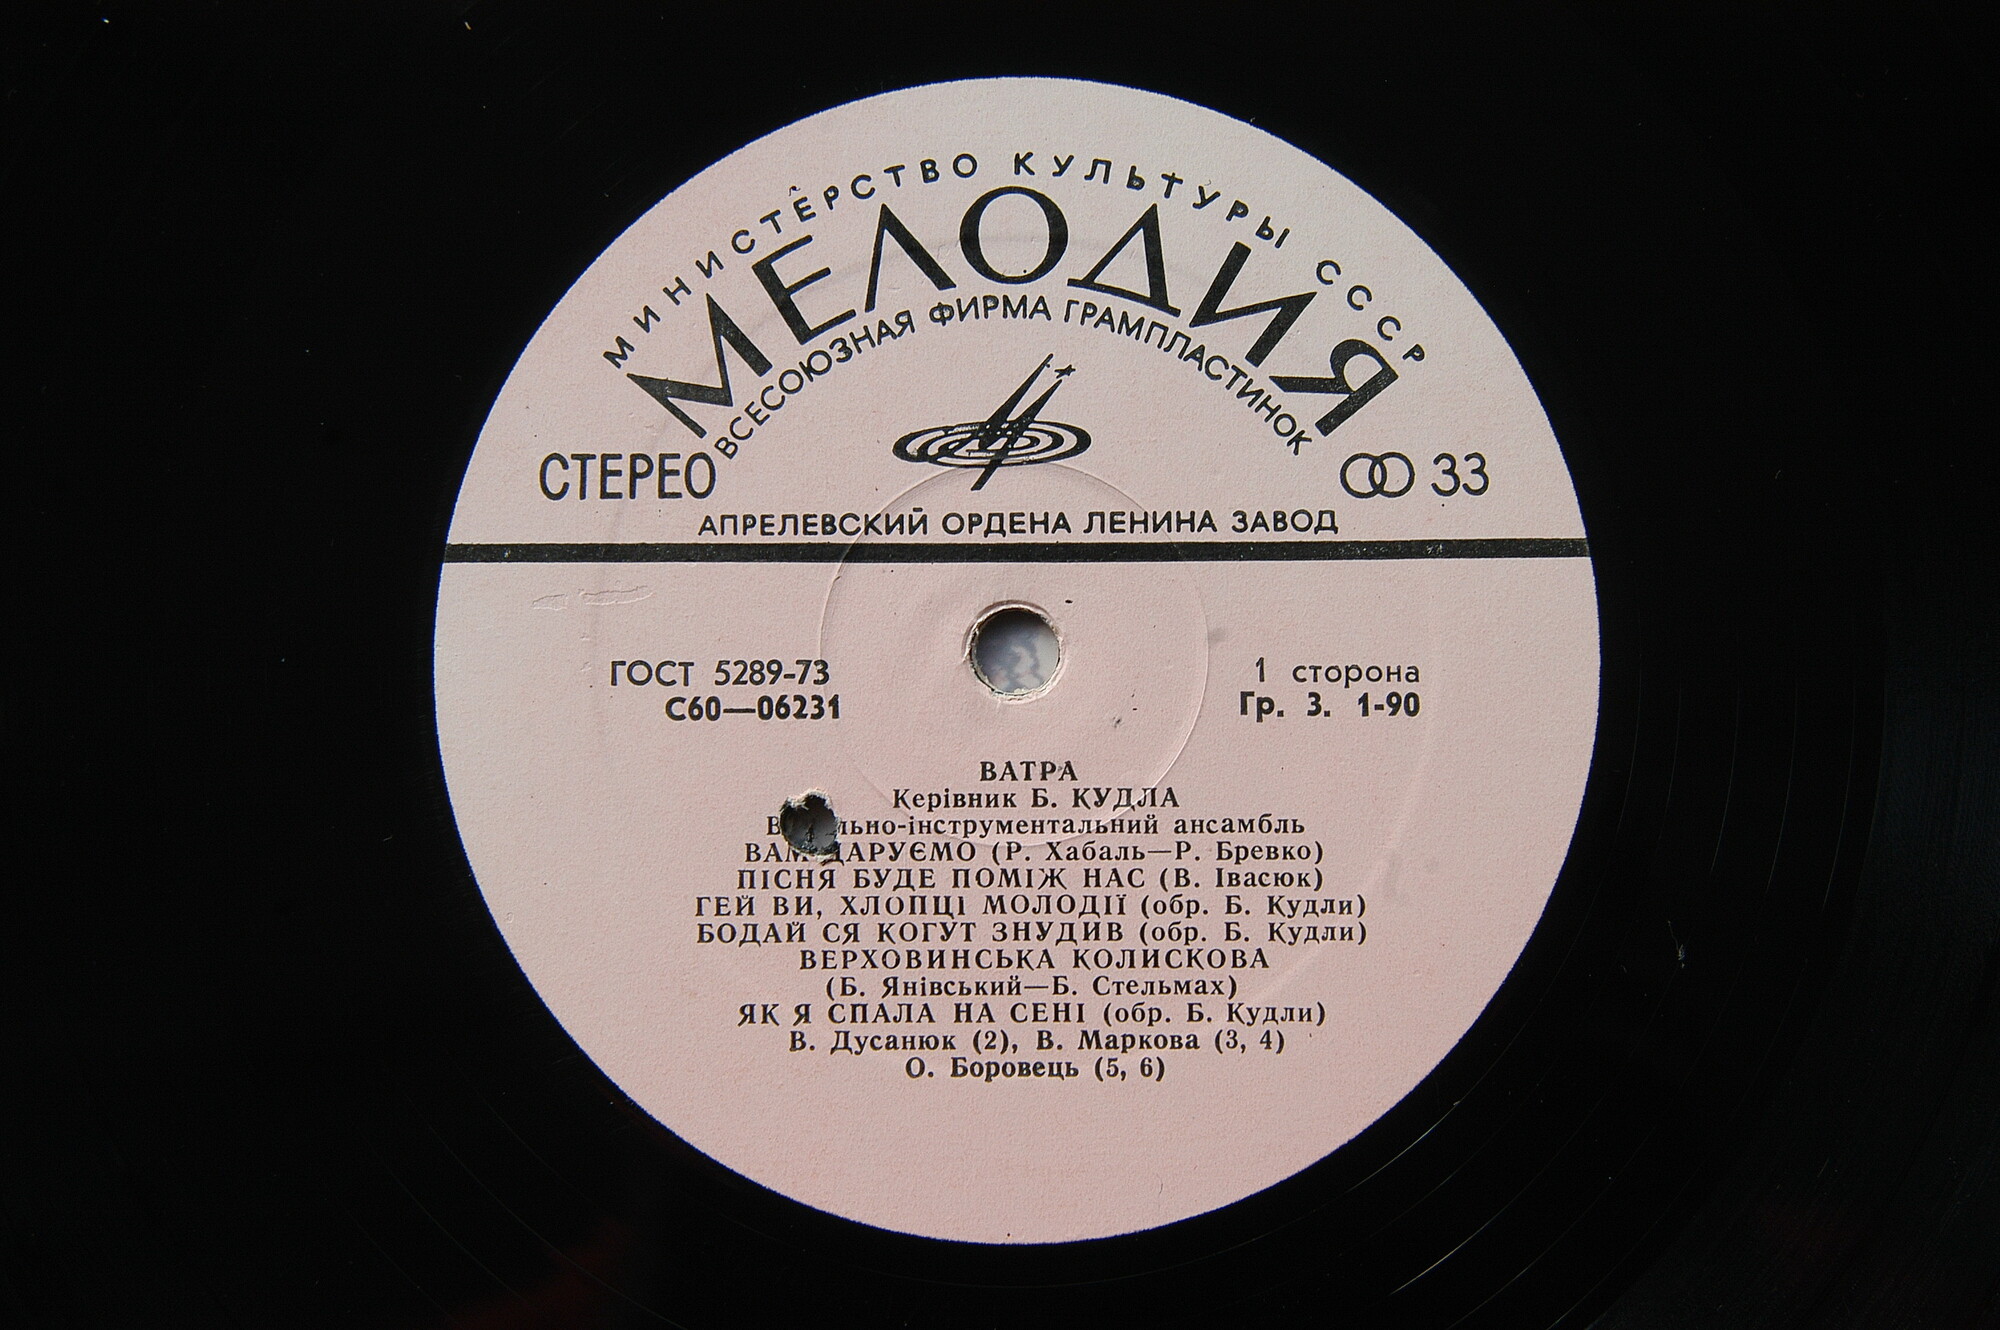 МИНИСТЕРСТВО КУЛЬТУРЫ СССР
МЕЛОДИЯ
ВСЕСОЮЗНАЯ ФИРМА ГРАМПЛАСТИНОК
СТЕРЕО
33
АПРЕЛЕВСКИЙ ОРДЕНА ЛЕНИНА ЗАВОД
ГОСТ 5289-73
С60—06231
1 сторона
Гр. 3. 1-90
ВАТРА
Керівник Б. КУДЛА
льно-інструментальний ансамбль
ВАМ ДАРУЄМО (Р. Хабаль—Р. Бревко)
ПІСНЯ БУДЕ ПОМІЖ НАС (В. Івасюк)
ГЕЙ ВИ, ХЛОПЦІ МОЛОДІЇ (обр. Б. Кудли)
БОДАЙ СЯ КОГУТ ЗНУДИВ (обр. Б. Кудли)
ВЕРХОВИНСЬКА КОЛИСКОВА
(Б. Янівський—Б. Стельмах)
ЯК Я СПАЛА НА СЕНІ (обр. Б. Кудли)
В. Дусанюк (2), В. Маркова (3, 4)
О. Боровець (5, 6)